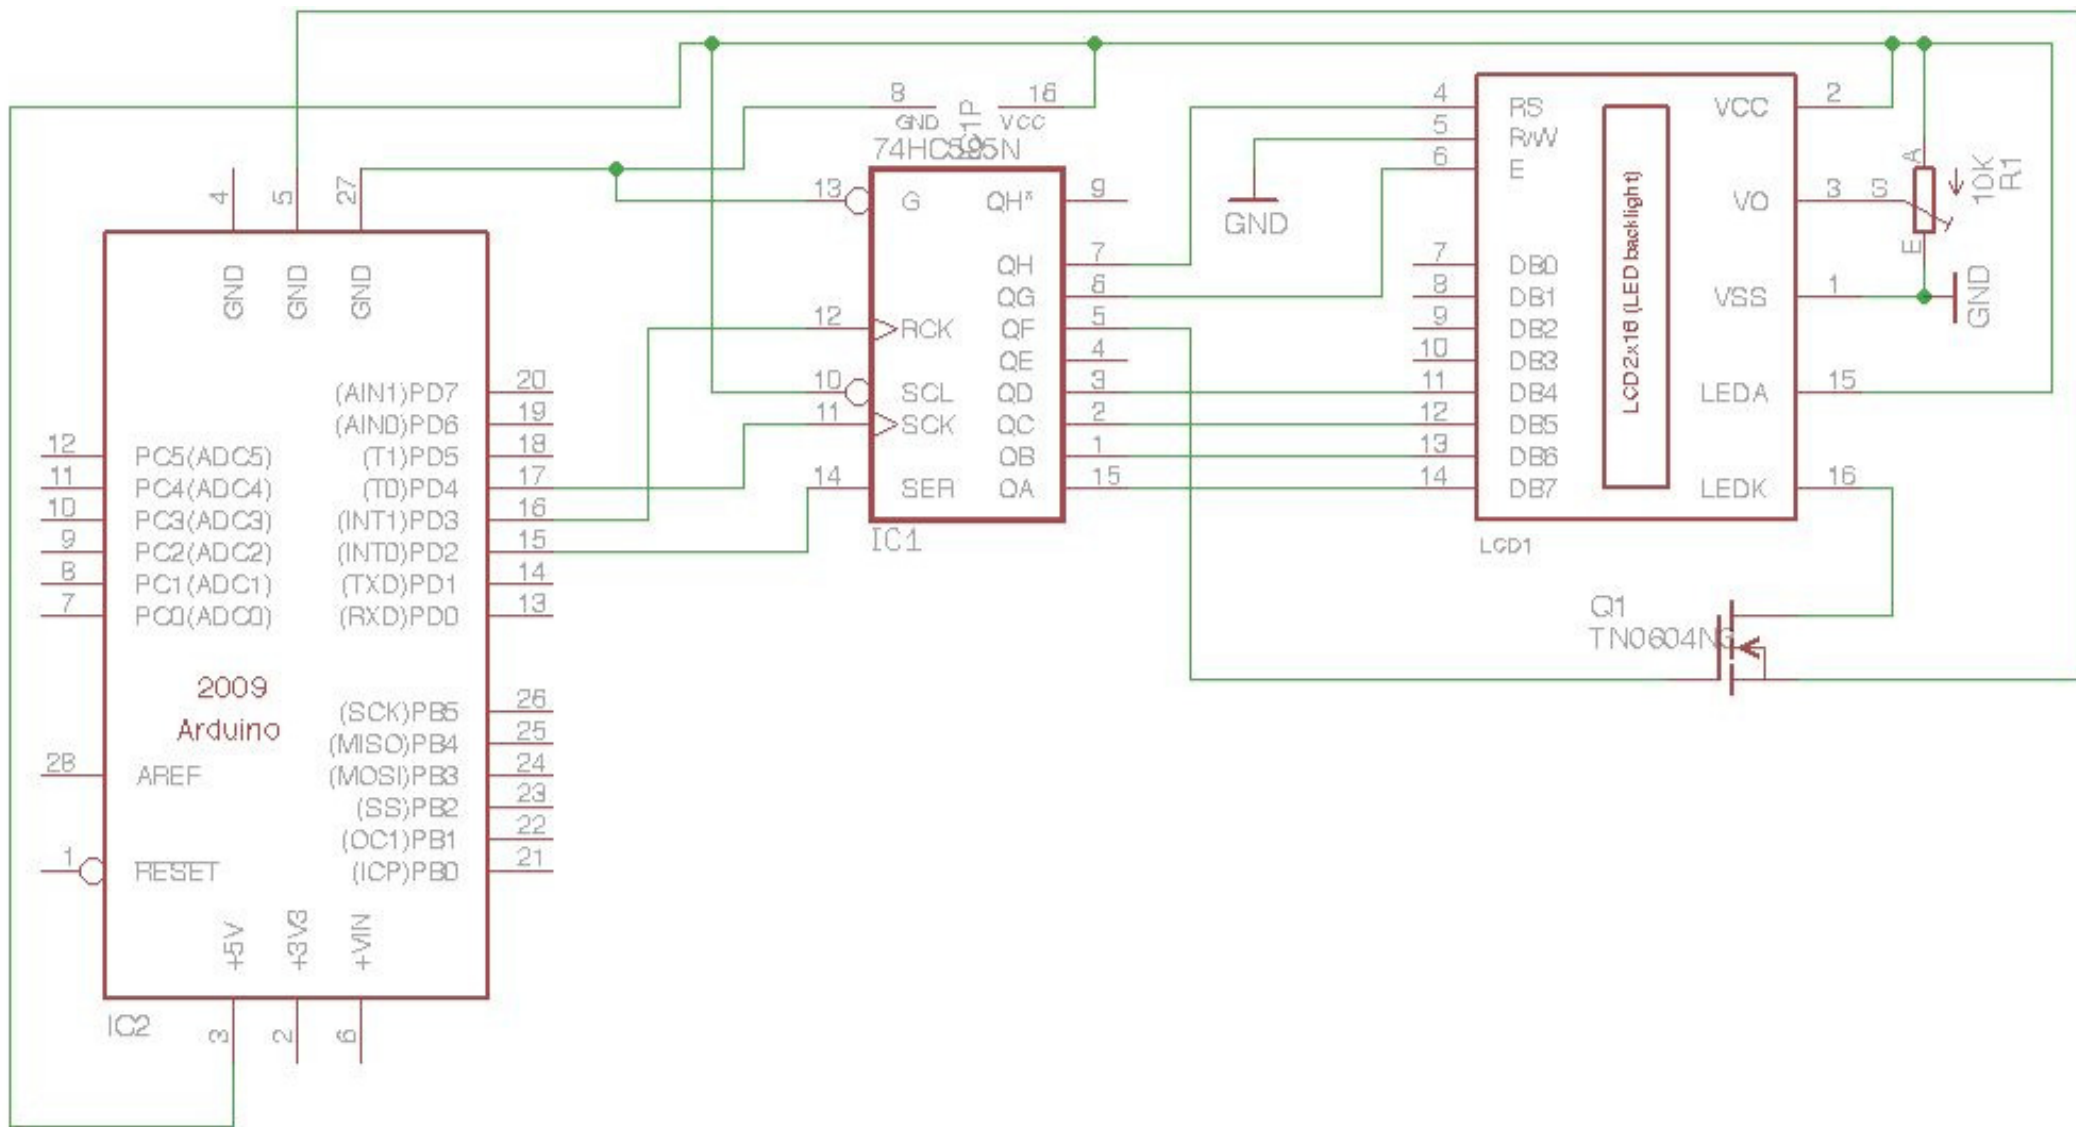 4
5
27
GND
GND
GND
(AIN1)PD7 20
(AIN0)PD6 19
12 PC5(ADC5) (T1)PD5 18
11 PC4(ADC4) (T0)PD4 17
10 PC3(ADC3) (INT1)PD3 16
9 PC2(ADC2) (INT0)PD2 15
8 PC1(ADC1) (TXD)PD1 14
7 PC0(ADC0) (RXD)PD0 13
2009
Arduino
(SCK)PB5 26
(MISO)PB4 25
28 AREF (MOSI)PB3 24
(SS)PB2 23
(OC1)PB1 22
1 RESET (ICP)PB0 21
+5V
+3V3
+VIN
IC2
3
2
6
8 16
GND VCC
74HC595N
13 G QH* 9
QH 7
QG 6
12 RCK QF 5
QE 4
10 SCL QD 3
11 SCK QC 2
QB 1
14 SER QA 15
IC1
GND
4 RS VCC 2
5 R/W
6 E
VO 3 S
7 DB0
8 DB1 VSS 1
9 DB2
10 DB3
11 DB4 LEDA 15
12 DB5
13 DB6
14 DB7 LEDK 16
LCD2x16 (LED backlight)
LCD1
A
E
10K
R1
GND
Q1
TN0604NG